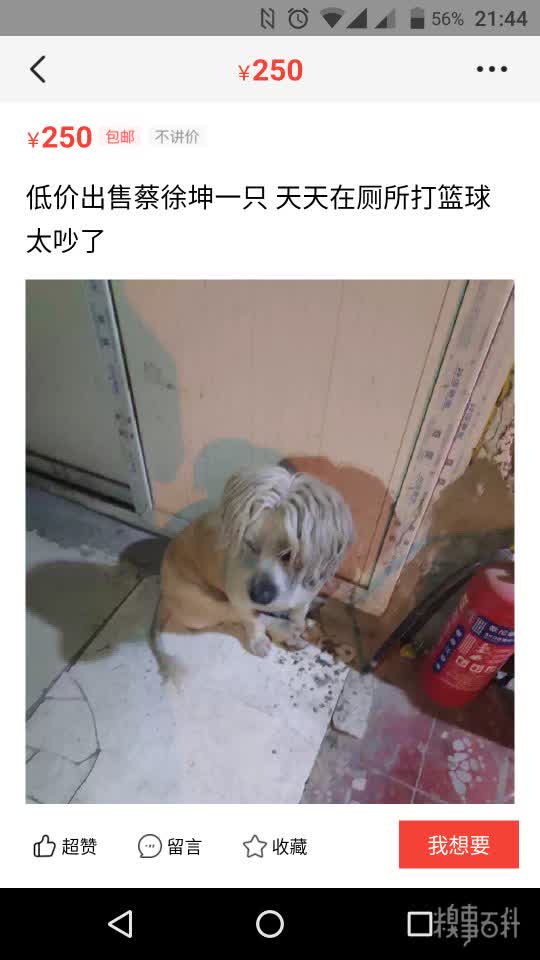 56% 21:44
¥250
¥250 包邮 不讲价
低价出售蔡徐坤一只 天天在厕所打篮球
太吵了
超赞 留言 收藏 我想要
糗事百科